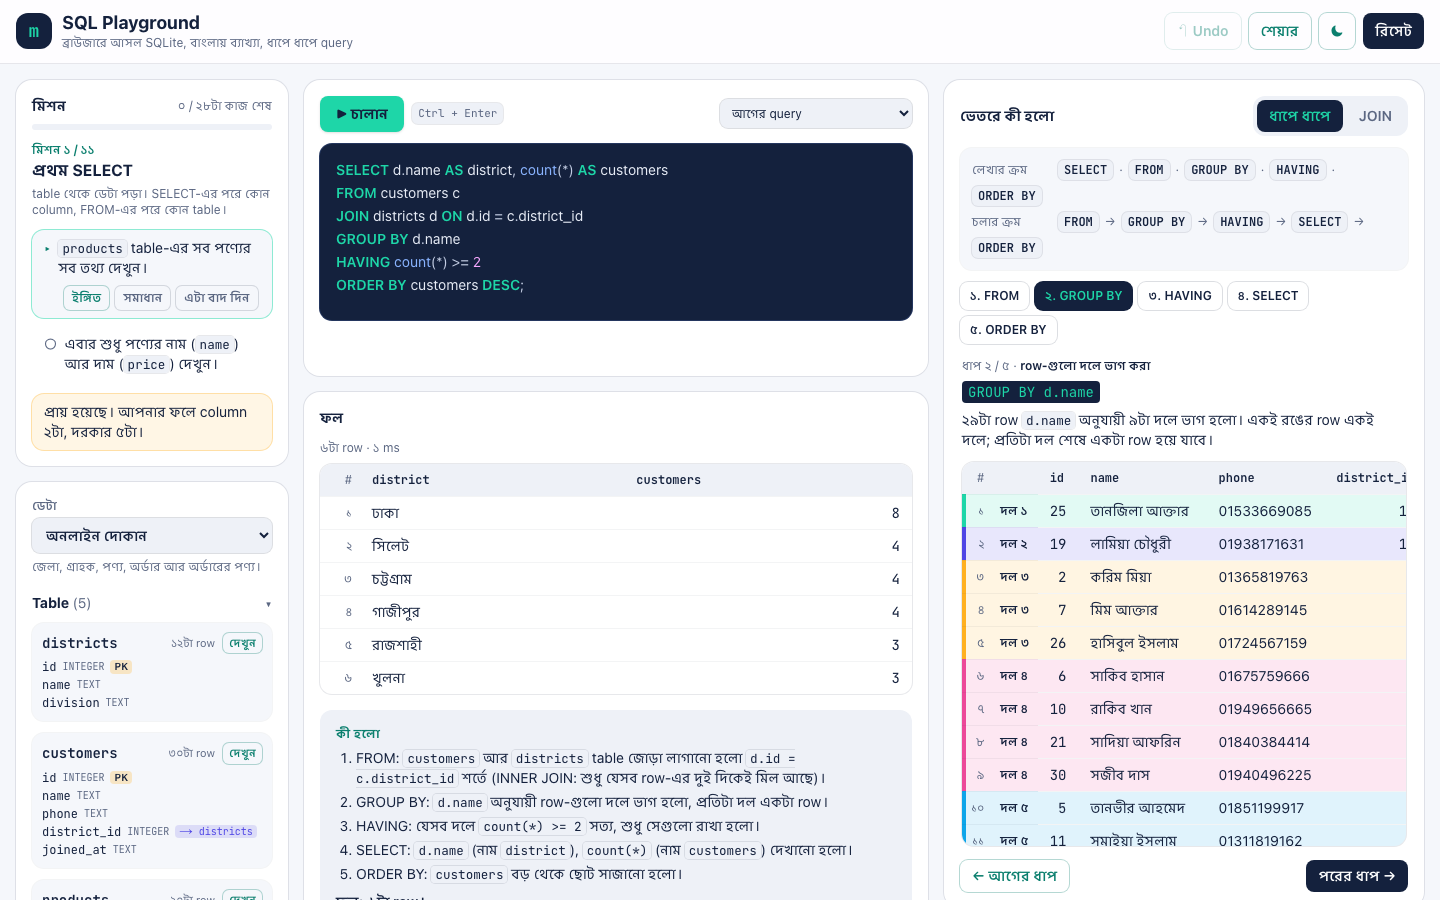 m
SQL Playground
ব্রাউজারে আসল SQLite, বাংলায় ব্যাখ্যা, ধাপে ধাপে query
Undo
শেয়ার
রিসেট
মিশন
০ / ২৮টা কাজ শেষ
মিশন ১ / ১১
প্রথম SELECT
table থেকে ডেটা পড়া। SELECT-এর পরে কোন
column, FROM-এর পরে কোন table।
▸ products table-এর সব পণ্যের
সব তথ্য দেখুন।
ইঙ্গিত সমাধান এটা বাদ দিন
এবার শুধু পণ্যের নাম ( name )
আর দাম ( price ) দেখুন।
প্রায় হয়েছে। আপনার ফলে column
২টা, দরকার ৫টা।
ডেটা
অনলাইন দোকান
জেলা, গ্রাহক, পণ্য, অর্ডার আর অর্ডারের পণ্য।
Table (5) ▾
districts ১২টা row দেখুন
id INTEGER PK
name TEXT
division TEXT
customers ৩০টা row দেখুন
id INTEGER PK
name TEXT
phone TEXT
district_id INTEGER → districts
joined_at TEXT
▶ চালান
Ctrl + Enter
আগের query
SELECT d.name AS district, count(*) AS customers
FROM customers c
JOIN districts d ON d.id = c.district_id
GROUP BY d.name
HAVING count(*) >= 2
ORDER BY customers DESC;
ফল
৬টা row · ১ ms
# district customers
১ ঢাকা 8
২ সিলেট 4
৩ চট্টগ্রাম 4
৪ গাজীপুর 4
৫ রাজশাহী 3
৬ খুলনা 3
কী হলো
1. FROM: customers আর districts table জোড়া লাগানো হলো d.id =
c.district_id শর্তে (INNER JOIN: শুধু যেসব row-এর দুই দিকেই মিল আছে)।
2. GROUP BY: d.name অনুযায়ী row-গুলো দলে ভাগ হলো, প্রতিটা দল একটা row।
3. HAVING: যেসব দলে count(*) >= 2 সত্য, শুধু সেগুলো রাখা হলো।
4. SELECT: d.name (নাম district ), count(*) (নাম customers ) দেখানো হলো।
5. ORDER BY: customers বড় থেকে ছোট সাজানো হলো।
ভেতরে কী হলো
ধাপে ধাপে JOIN
লেখার ক্রম SELECT · FROM · GROUP BY · HAVING ·
ORDER BY
চলার ক্রম FROM → GROUP BY → HAVING → SELECT →
ORDER BY
১. FROM ২. GROUP BY ৩. HAVING ৪. SELECT
৫. ORDER BY
ধাপ ২ / ৫ · row-গুলো দলে ভাগ করা
GROUP BY d.name
২৯টা row d.name অনুযায়ী ৯টা দলে ভাগ হলো। একই রঙের row একই
দলে; প্রতিটা দল শেষে একটা row হয়ে যাবে।
# id name phone district_i
১ দল ১ 25 তানজিলা আক্তার 01533669085 1
২ দল ২ 19 লামিয়া চৌধুরী 01938171631 1
৩ দল ৩ 2 করিম মিয়া 01365819763
৪ দল ৩ 7 মিম আক্তার 01614289145
৫ দল ৩ 26 হাসিবুল ইসলাম 01724567159
৬ দল ৪ 6 সাকিব হাসান 01675759666
৭ দল ৪ 10 রাকিব খান 01949656665
৮ দল ৪ 21 সাদিয়া আফরিন 01840384414
৯ দল ৪ 30 সজীব দাস 01940496225
১০ দল ৫ 5 তানভীর আহমেদ 01851199917
১১ দল ৫ 11 সুমাইয়া ইসলাম 01311819162
← আগের ধাপ
পরের ধাপ →